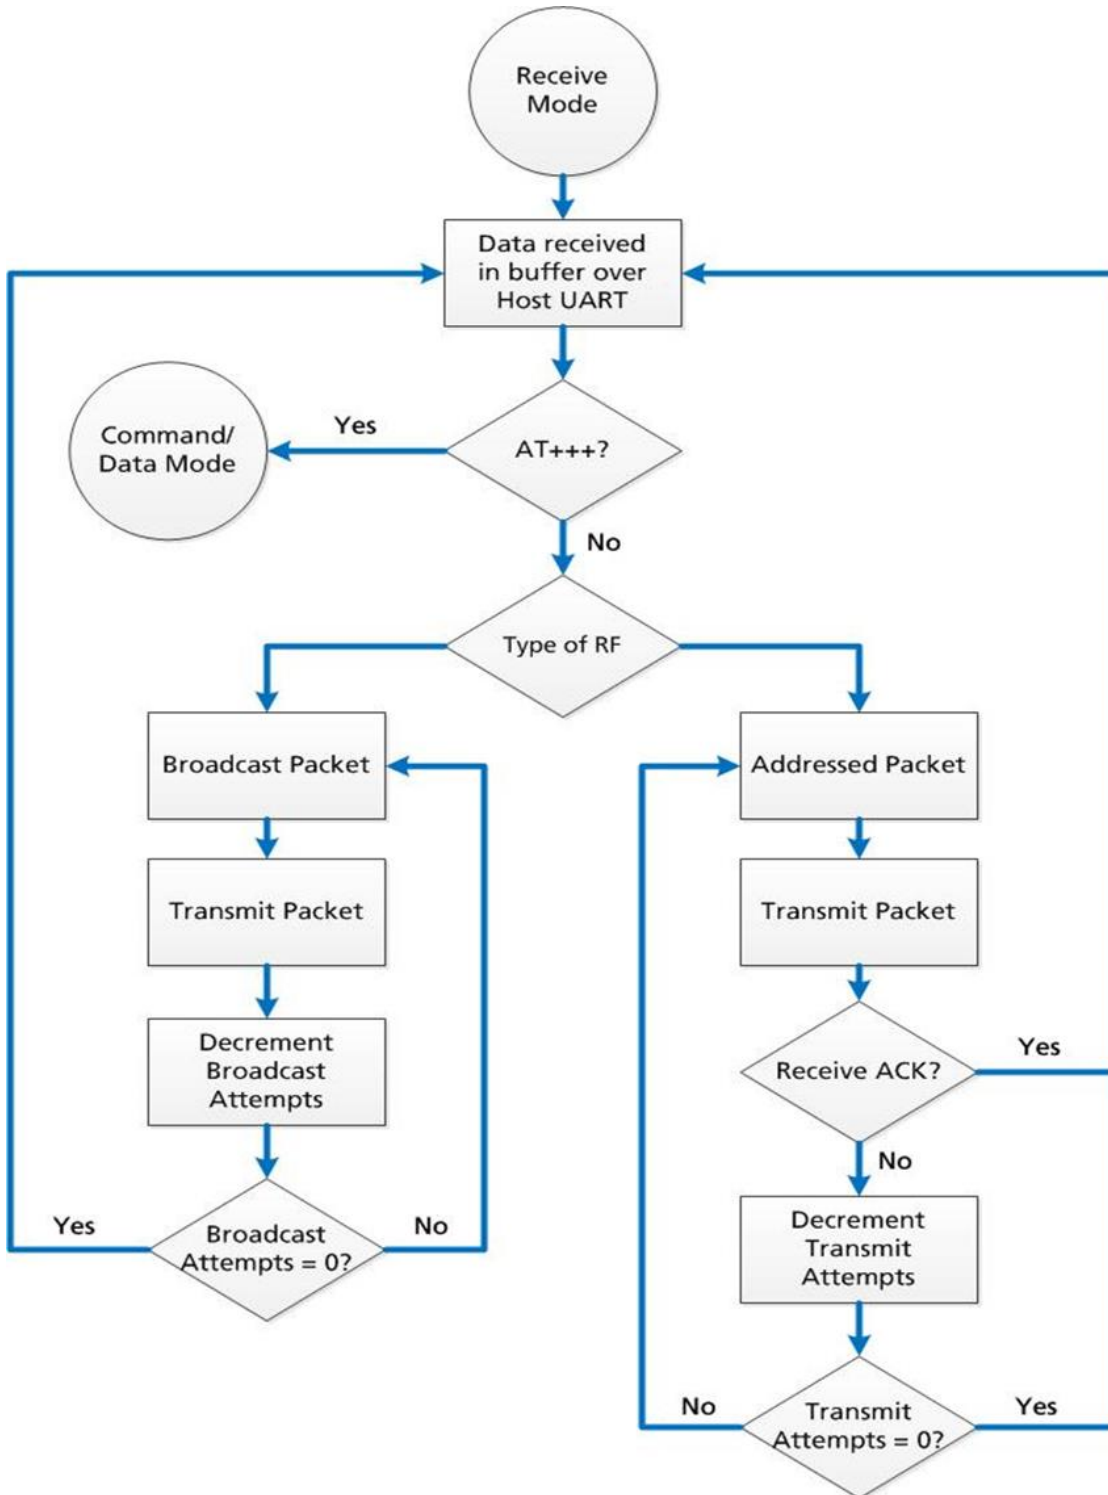 Receive
Mode
Data received
in buffer over
Host UART
Yes
Command/
Data Mode
AT+++?
No
Type of RF
Broadcast Packet
Addressed Packet
Transmit Packet
Transmit Packet
Decrement
Broadcast
Attempts
Receive ACK?
Yes
No
Yes
Broadcast
Attempts = 0?
No
Decrement
Transmit
Attempts
No
Transmit
Attempts = 0?
Yes